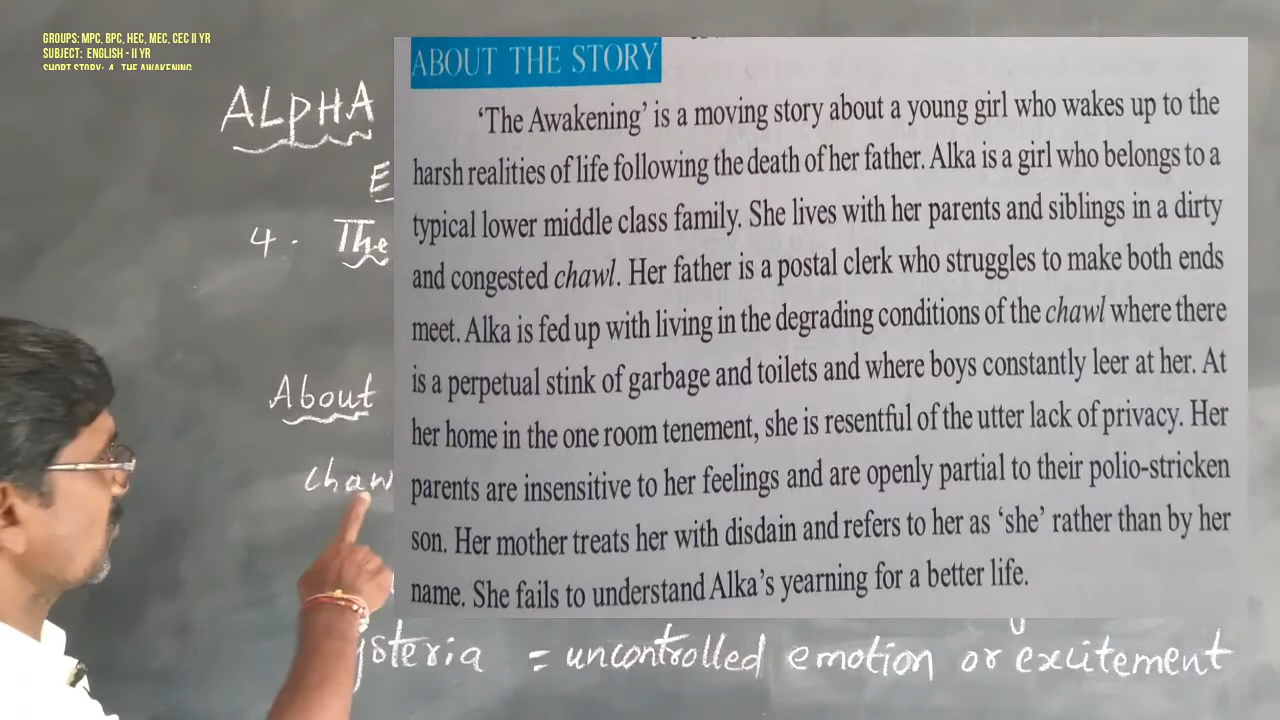 GROUPS: MPC, BPC, HEC, MEC, CEC II YR
SUBJECT: ENGLISH - II YR
SHORT STORY: 4. THE AWAKENING
ALPHA
E
4. The
About
chaw
ABOUT THE STORY
‘The Awakening’ is a moving story about a young girl who wakes up to the
harsh realities of life following the death of her father. Alka is a girl who belongs to a
typical lower middle class family. She lives with her parents and siblings in a dirty
and congested chawl. Her father is a postal clerk who struggles to make both ends
meet. Alka is fed up with living in the degrading conditions of the chawl where there
is a perpetual stink of garbage and toilets and where boys constantly leer at her. At
her home in the one room tenement, she is resentful of the utter lack of privacy. Her
parents are insensitive to her feelings and are openly partial to their polio-stricken
son. Her mother treats her with disdain and refers to her as ‘she’ rather than by her
name. She fails to understand Alka’s yearning for a better life.
ysteria = uncontrolled emotion or excitement